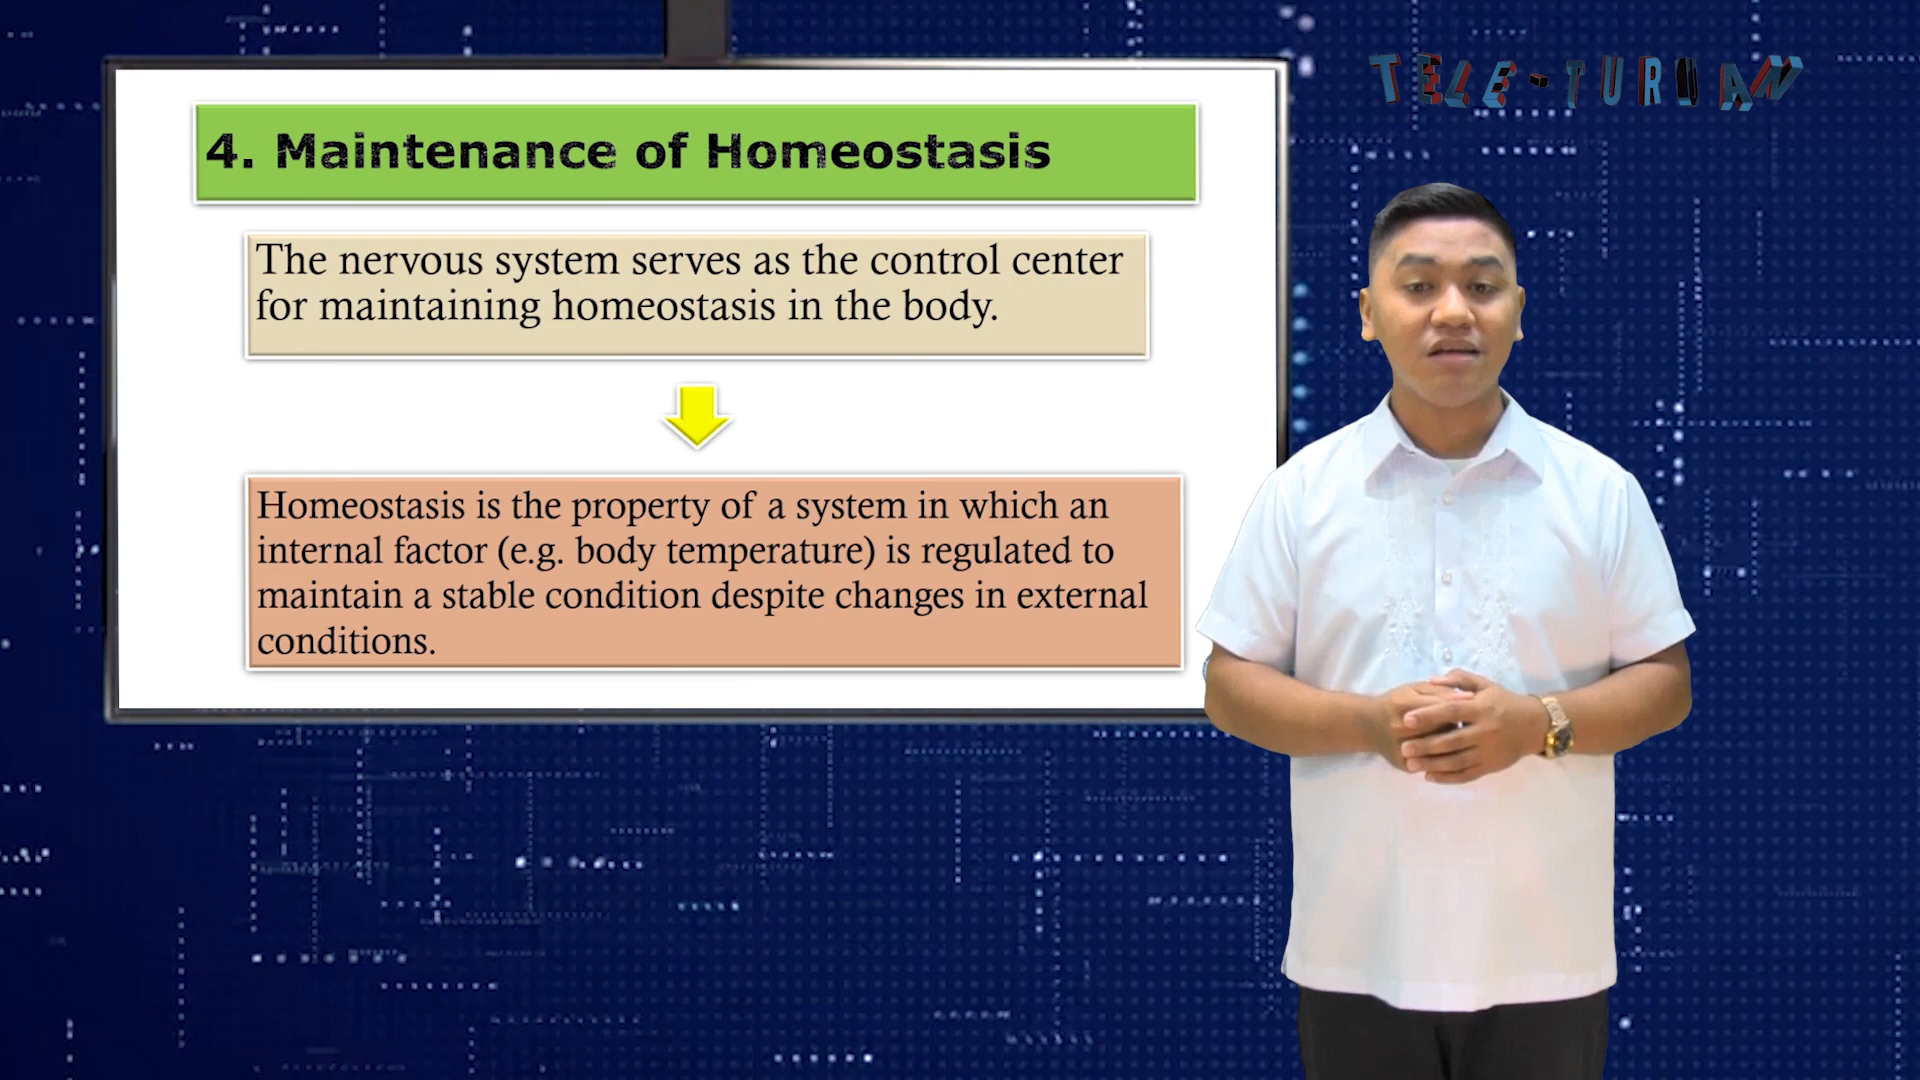 TELE-TURUAN
4. Maintenance of Homeostasis
The nervous system serves as the control center
for maintaining homeostasis in the body.
Homeostasis is the property of a system in which an
internal factor (e.g. body temperature) is regulated to
maintain a stable condition despite changes in external
conditions.